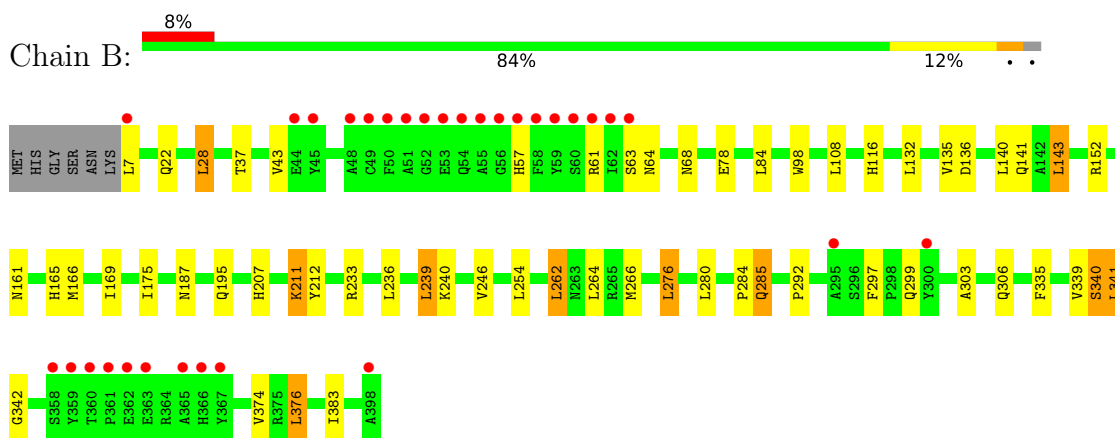 8%
Chain B:
84% 12% • •
MET HIS GLY SER ASN LYS L7 Q22 L28 T37 V43 E44 Y45 A48 C49 F50 A51 G52 E53 Q54 A55 G56 H57 F58 Y59 S60 R61 I62 S63 N64 N68 E78 L84 W98 L108 H116 L132 V135 D136 L140 Q141 A142 L143 R152
N161 H165 M166 I169 I175 N187 Q195 H207 K211 Y212 R233 L236 L239 K240 V246 L254 L262 N263 L264 R265 M266 L276 L280 P284 Q285 P292 A295 S296 F297 P298 Q299 Y300 A303 Q306 F335 V339 S340 L341
G342 S358 Y359 T360 P361 E362 E363 R364 A365 H366 Y367 V374 R375 L376 I383 A398